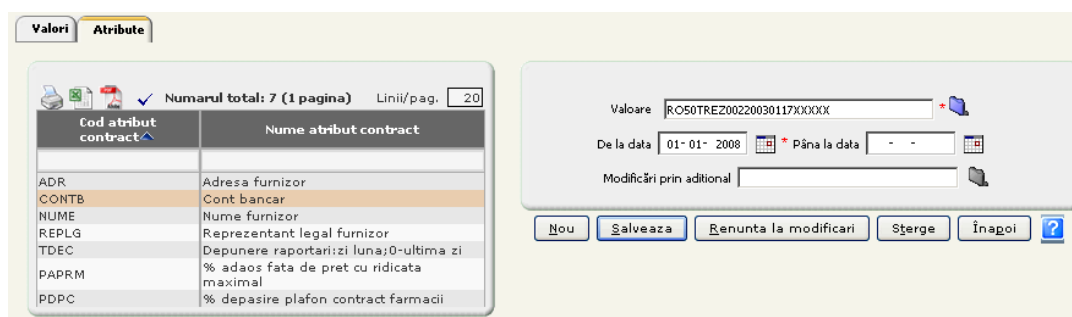 Valori Atribute
Numarul total: 7 (1 pagina) Linii/pag. 20
Cod atribut contract Nume atribut contract
ADR Adresa furnizor
CONTB Cont bancar
NUME Nume furnizor
REPLG Reprezentant legal furnizor
TDEC Depunere raportari:zi luna;0-ultima zi
PAPRM % adaos fata de pret cu ridicata maximal
PDPC % depasire plafon contract farmacii
Valoare RO50TREZ00220030117XXXXX *
De la data 01- 01- 2008 * Pâna la data - -
Modificări prin aditional
Nou Salveaza Renunta la modificari Sterge Înapoi ?